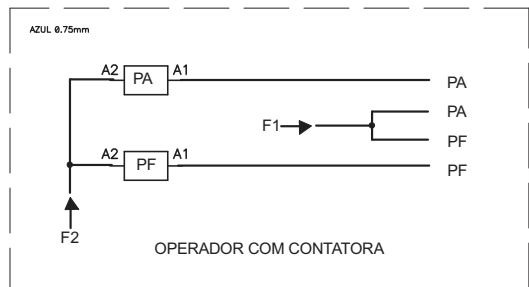 AZUL 0.75mm
A2 PA A1 PA
PA
F1
PF
A2 PF A1 PF
F2
OPERADOR COM CONTATORA